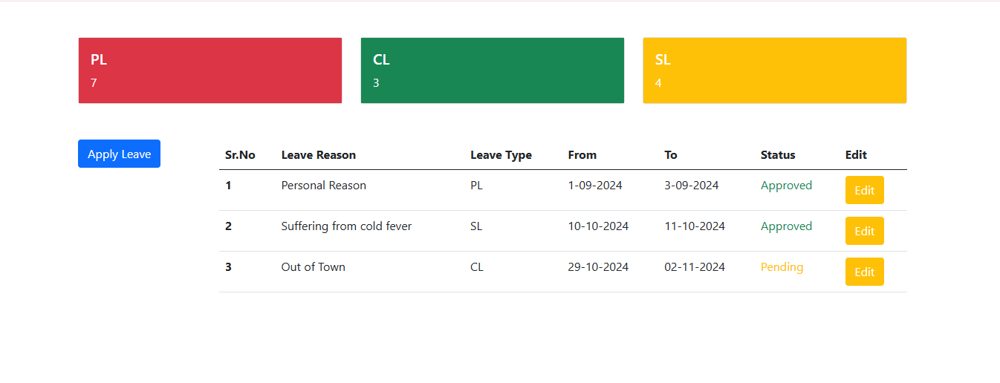 PL
7
CL
3
SL
4
Apply Leave
Sr.No Leave Reason Leave Type From To Status Edit
1 Personal Reason PL 1-09-2024 3-09-2024 Approved Edit
2 Suffering from cold fever SL 10-10-2024 11-10-2024 Approved Edit
3 Out of Town CL 29-10-2024 02-11-2024 Pending Edit